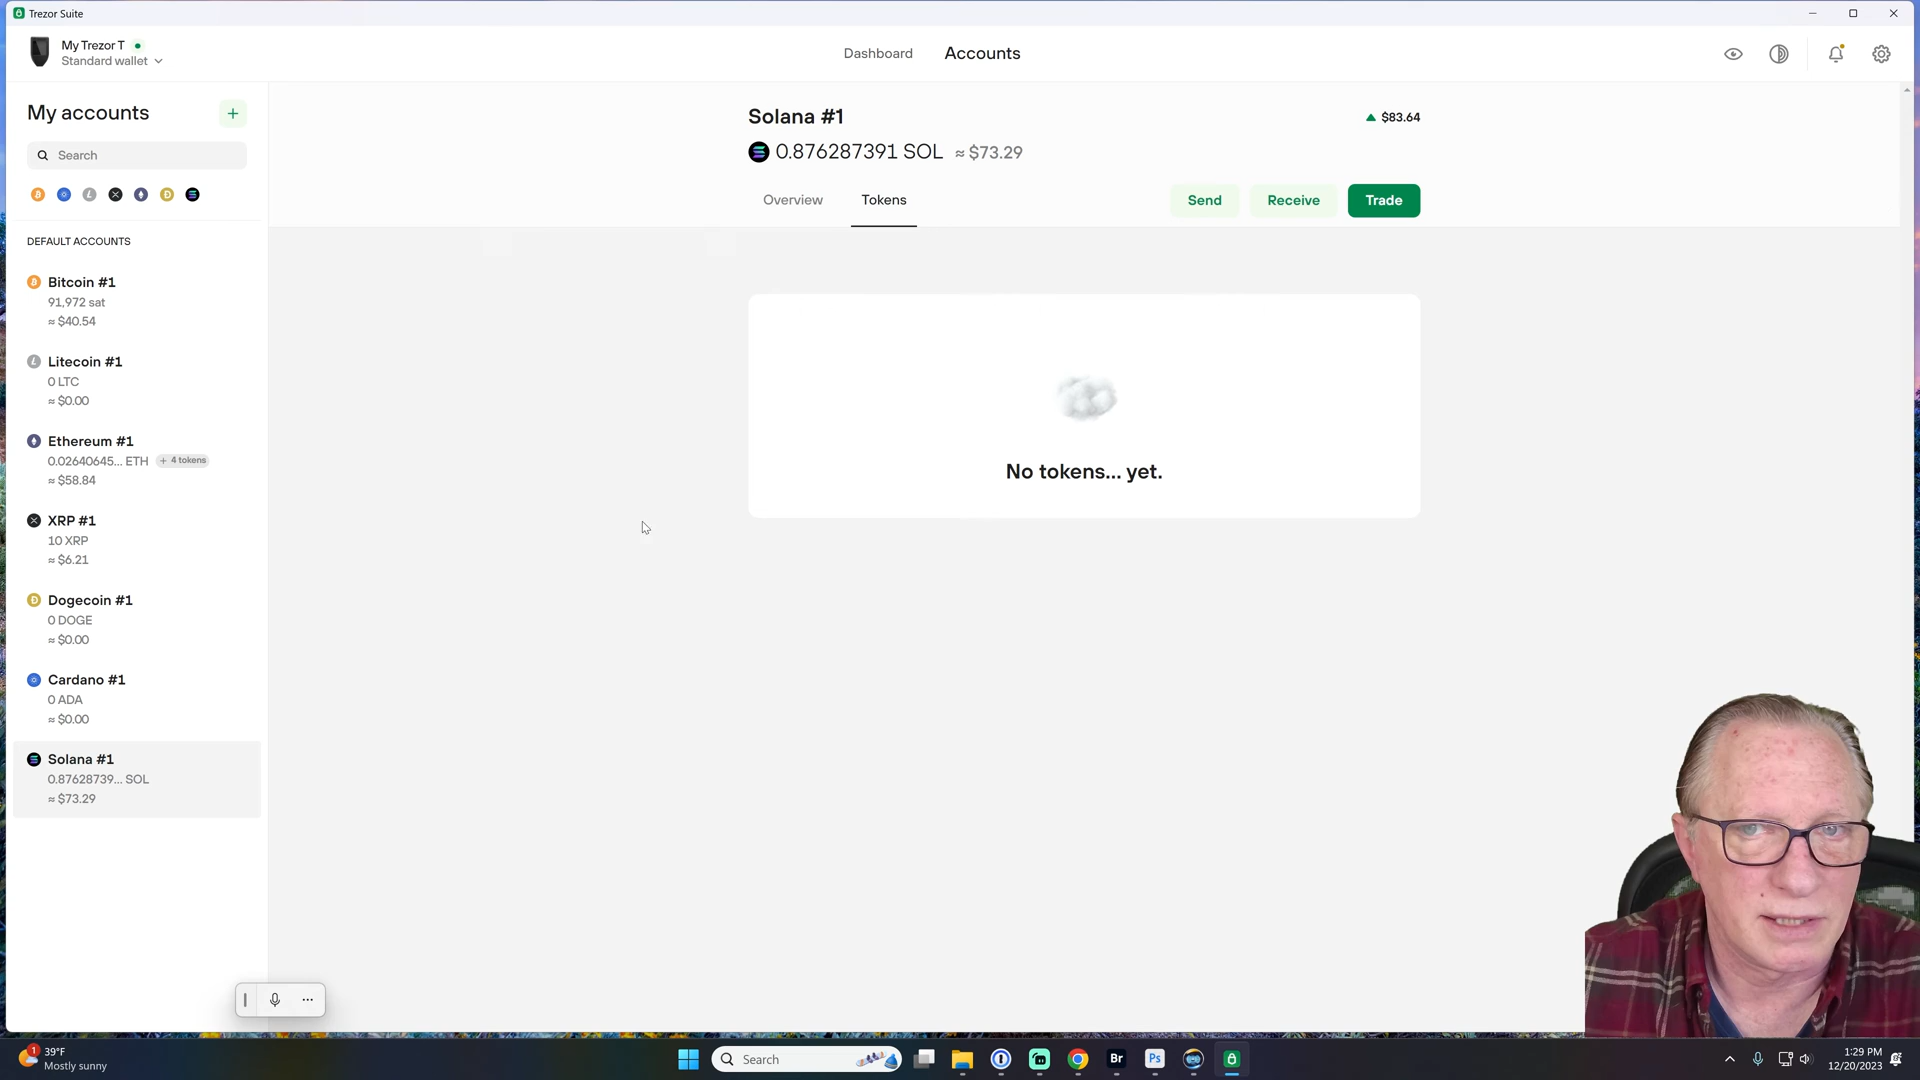 Trezor Suite
My Trezor T
Standard wallet
Dashboard
Accounts
My accounts
+
Search
DEFAULT ACCOUNTS
Bitcoin #1
91,972 sat
≈ $40.54
Litecoin #1
0 LTC
≈ $0.00
Ethereum #1
0.02640645... ETH + 4 tokens
≈ $58.84
XRP #1
10 XRP
≈ $6.21
Dogecoin #1
0 DOGE
≈ $0.00
Cardano #1
0 ADA
≈ $0.00
Solana #1
0.87628739... SOL
≈ $73.29
Solana #1
$83.64
0.876287391 SOL ≈ $73.29
Overview
Tokens
Send
Receive
Trade
No tokens... yet.
1
39°F
Mostly sunny
Search
Br
Ps
1:29 PM
12/20/2023